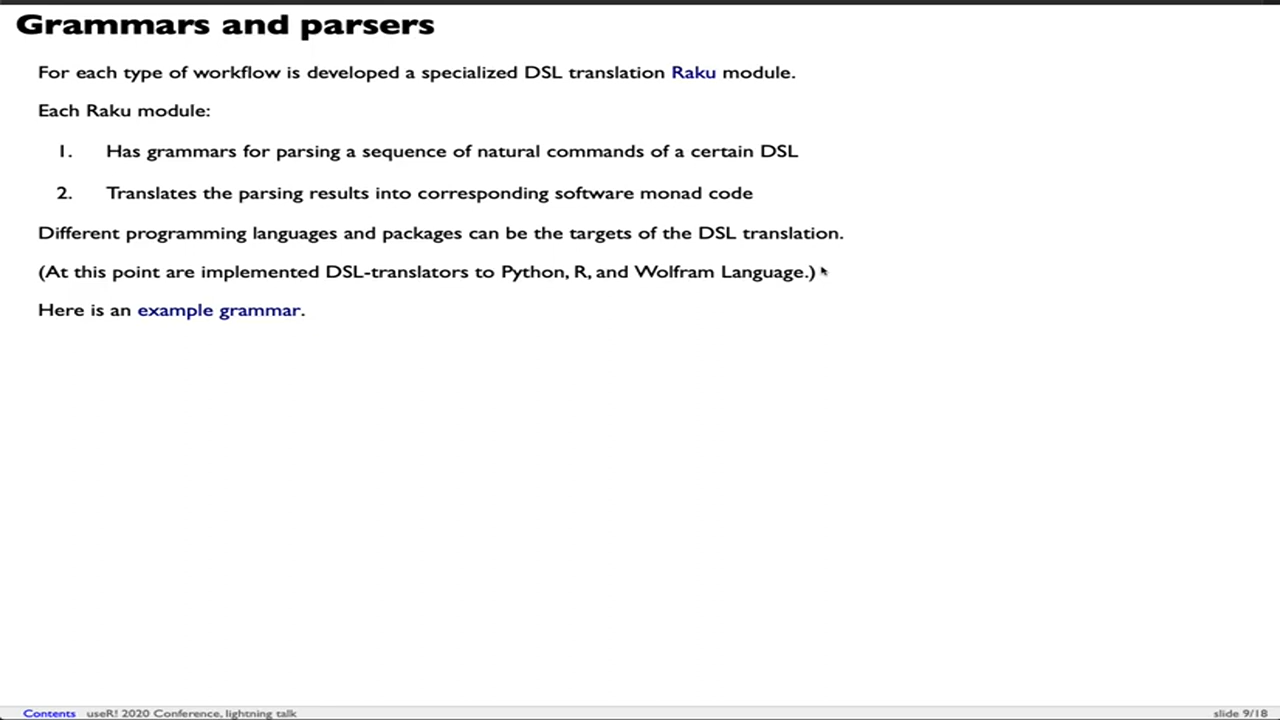 Grammars and parsers
For each type of workflow is developed a specialized DSL translation Raku module.
Each Raku module:
1. Has grammars for parsing a sequence of natural commands of a certain DSL
2. Translates the parsing results into corresponding software monad code
Different programming languages and packages can be the targets of the DSL translation.
(At this point are implemented DSL-translators to Python, R, and Wolfram Language.)
Here is an example grammar.
Contents useR! 2020 Conference, lightning talk slide 9/18